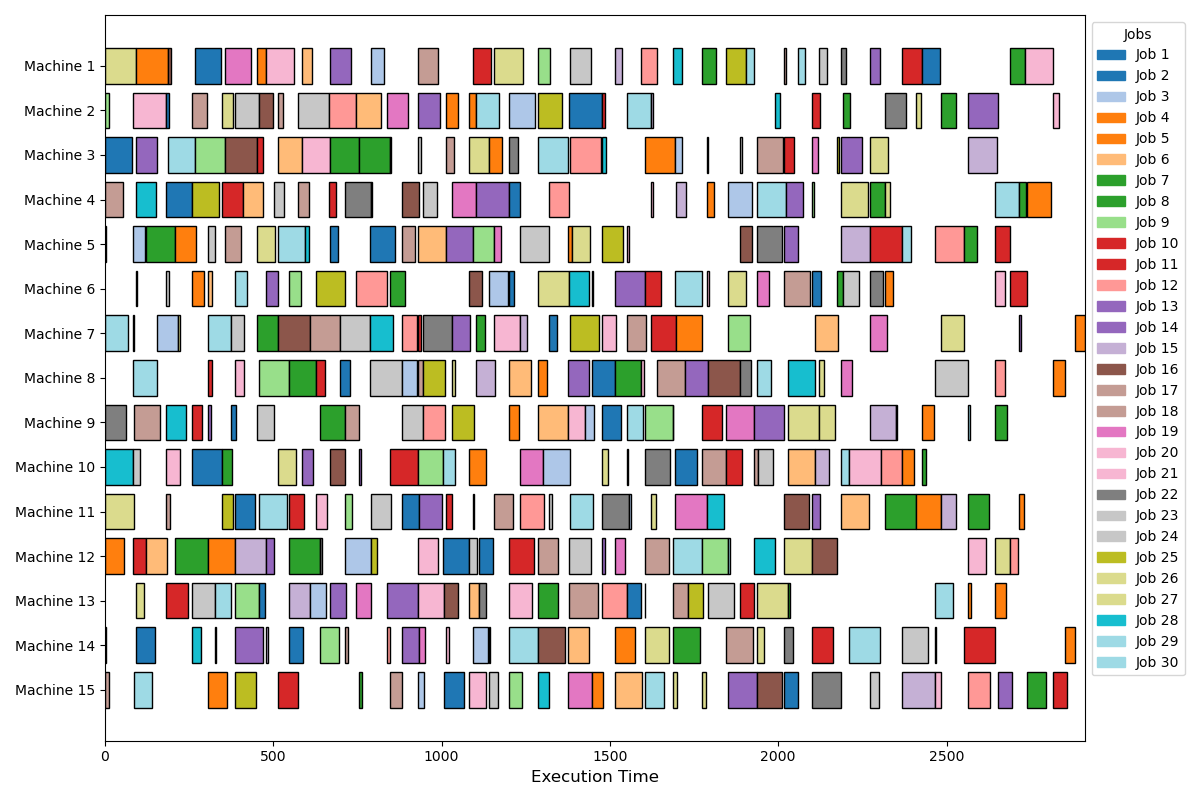 Machine 1
Machine 2
Machine 3
Machine 4
Machine 5
Machine 6
Machine 7
Machine 8
Machine 9
Machine 10
Machine 11
Machine 12
Machine 13
Machine 14
Machine 15
0 500 1000 1500 2000 2500
Execution Time
Jobs
Job 1
Job 2
Job 3
Job 4
Job 5
Job 6
Job 7
Job 8
Job 9
Job 10
Job 11
Job 12
Job 13
Job 14
Job 15
Job 16
Job 17
Job 18
Job 19
Job 20
Job 21
Job 22
Job 23
Job 24
Job 25
Job 26
Job 27
Job 28
Job 29
Job 30